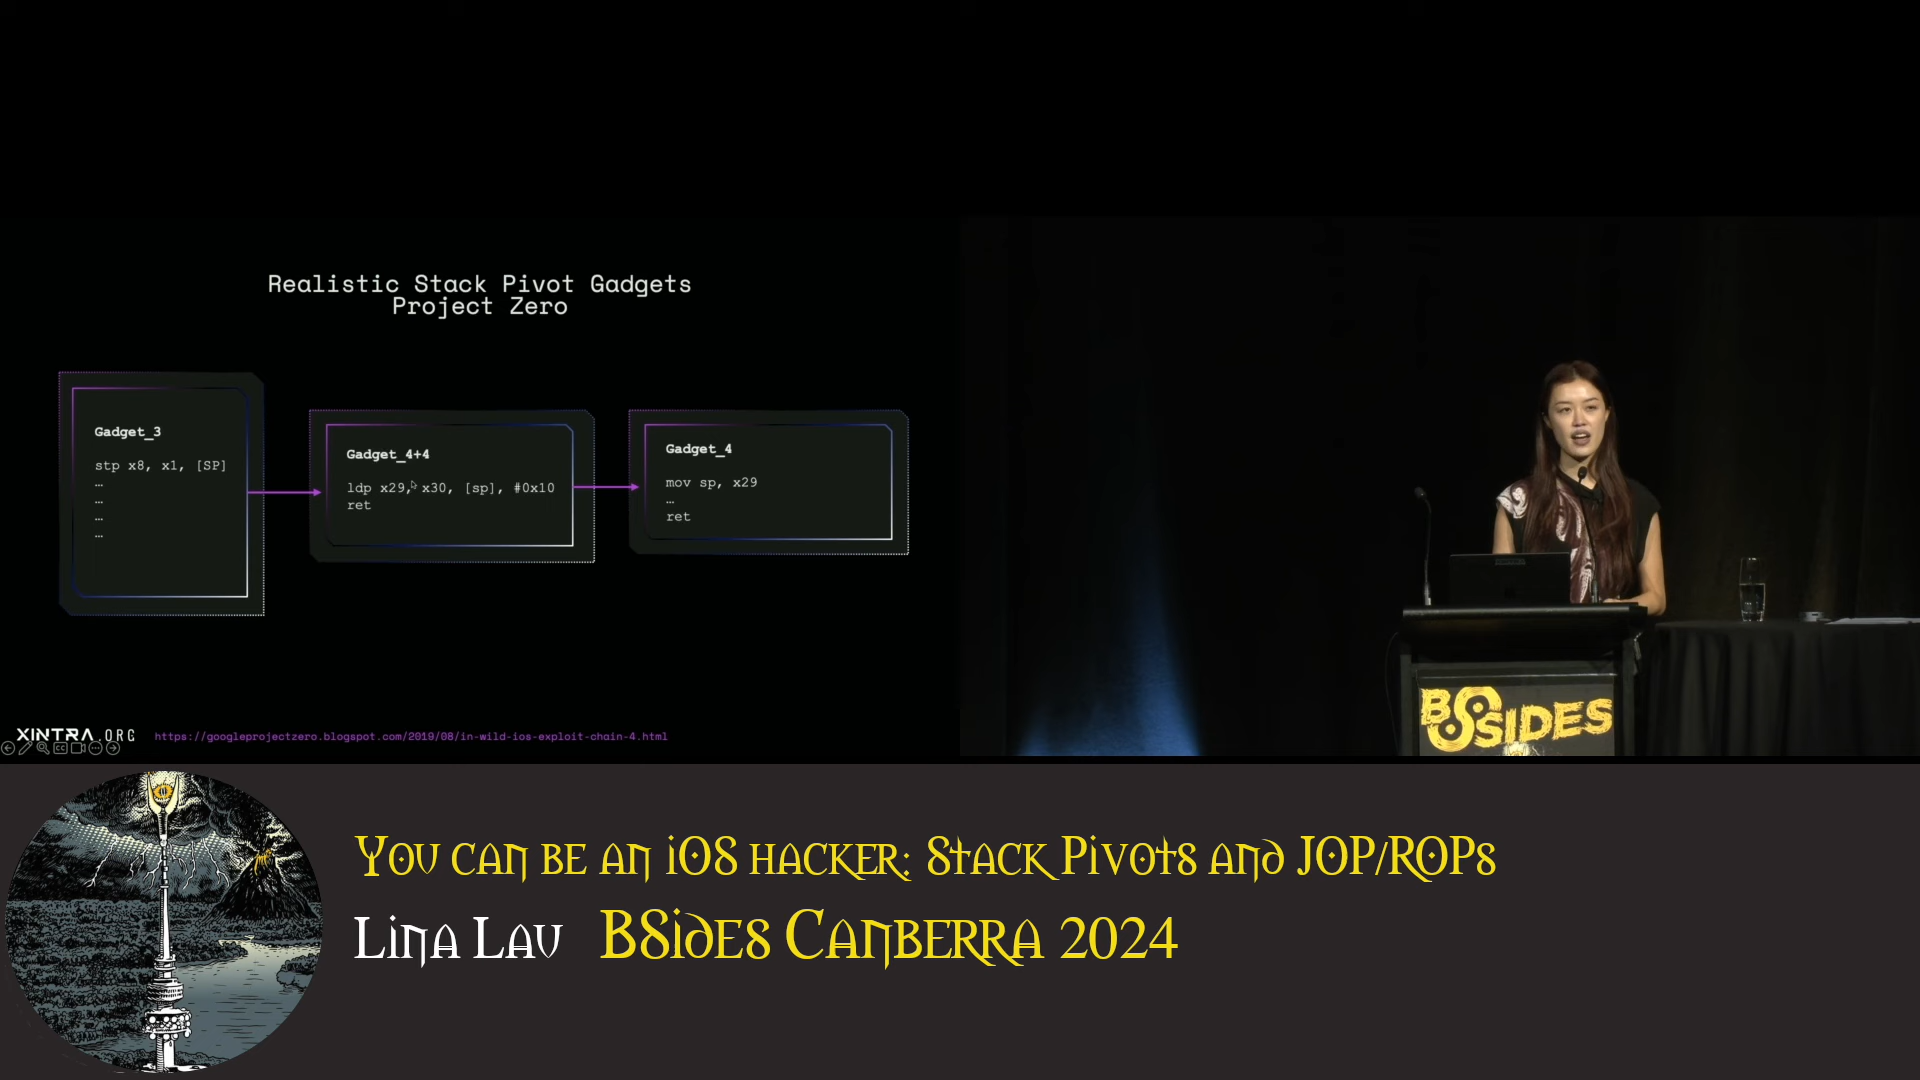 Realistic Stack Pivot Gadgets
Project Zero
Gadget_3
stp x8, x1, [SP]
…
…
…
…
Gadget_4+4
ldp x29, x30, [sp], #0x10
ret
Gadget_4
mov sp, x29
…
ret
XINTRA.ORG
https://googleprojectzero.blogspot.com/2019/08/in-wild-ios-exploit-chain-4.html
BSIDES
You can be an iOS hacker: Stack Pivots and JOP/ROPs
Lina Lau BSides Canberra 2024